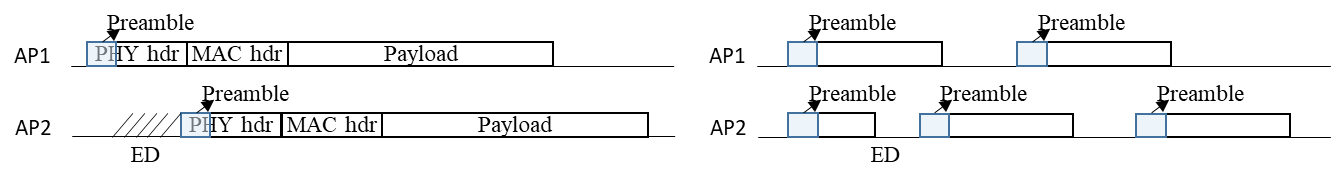 Preamble
AP1 PHY hdr MAC hdr Payload
Preamble
AP2 PHY hdr MAC hdr Payload
ED
Preamble Preamble
AP1
Preamble Preamble Preamble
AP2
ED